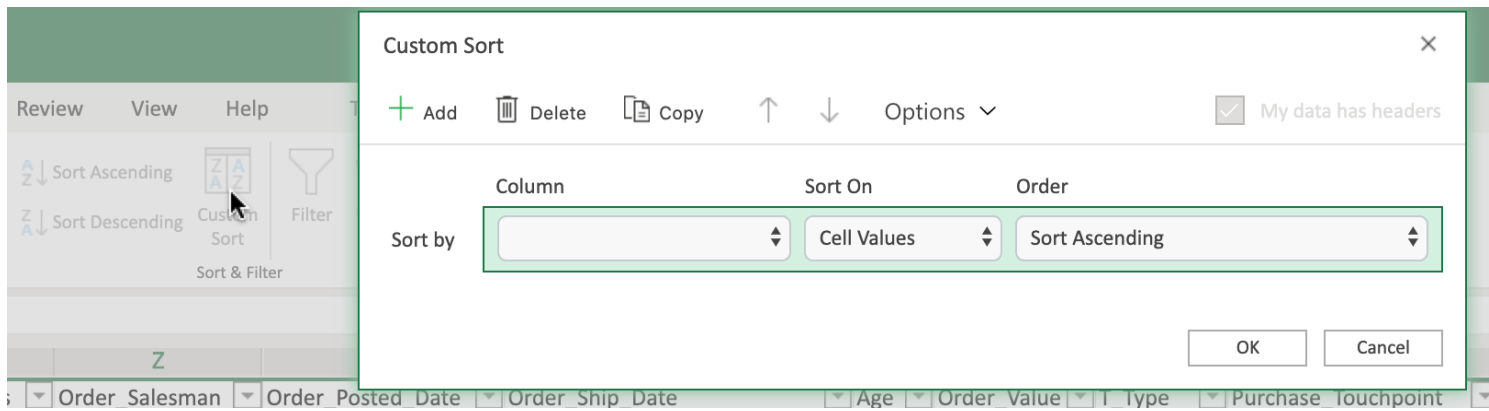 Custom Sort
Add Delete Copy Options My data has headers
Column Sort On Order
Sort by Cell Values Sort Ascending
OK Cancel
Review View Help
Sort Ascending
Sort Descending
Custom
Sort
Filter
Sort & Filter
Z
Order_Salesman Order_Posted_Date Order_Ship_Date Age Order_Value T_Type Purchase_Touchpoint